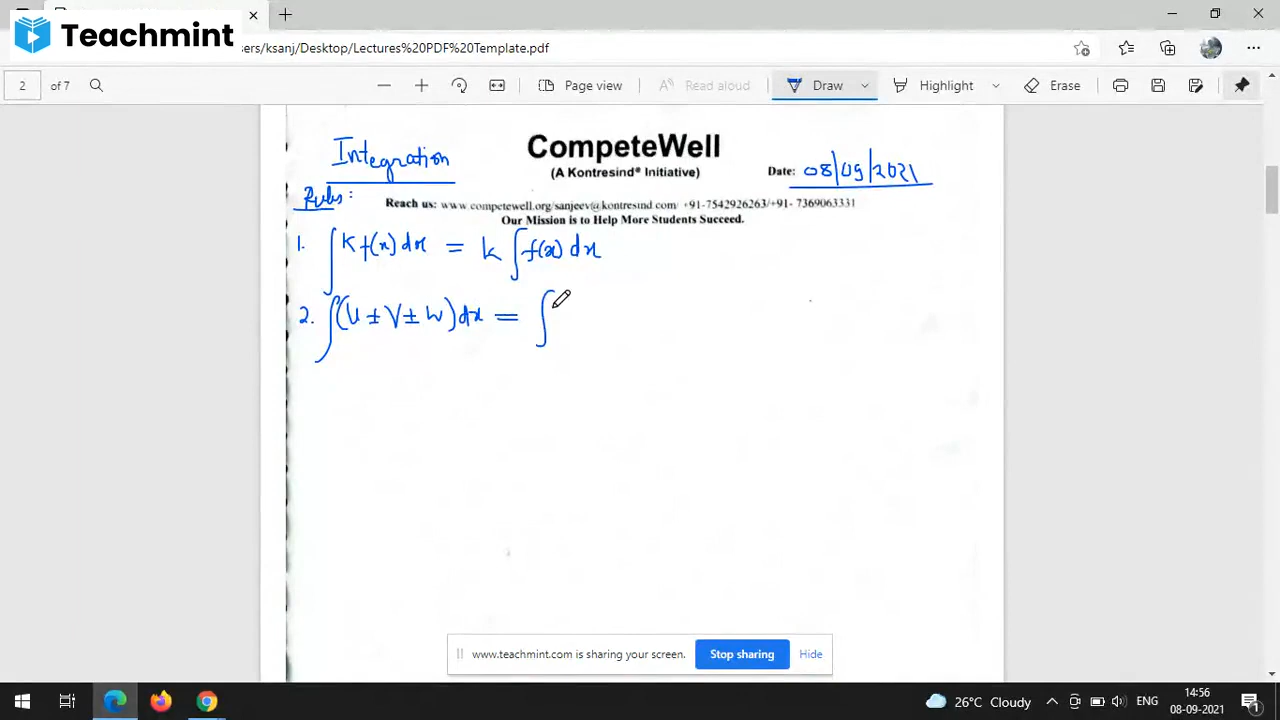 Teachmint
ers/ksanj/Desktop/Lectures%20PDF%20Template.pdf
2 of 7 Page view Read aloud Draw Highlight Erase
Integration
CompeteWell
(A Kontresind® Initiative)
Date: 08/09/2021
Rules:
Reach us: www.competewell.org/sanjeev@kontresind.com/ +91-7542926263/+91- 7369063331
Our Mission is to Help More Students Succeed.
1. ∫ K f(x) dx = K ∫ f(x) dx
2. ∫ (U ± V ± W) dx = ∫
www.teachmint.com is sharing your screen. Stop sharing Hide
26°C Cloudy ENG 14:56
08-09-2021